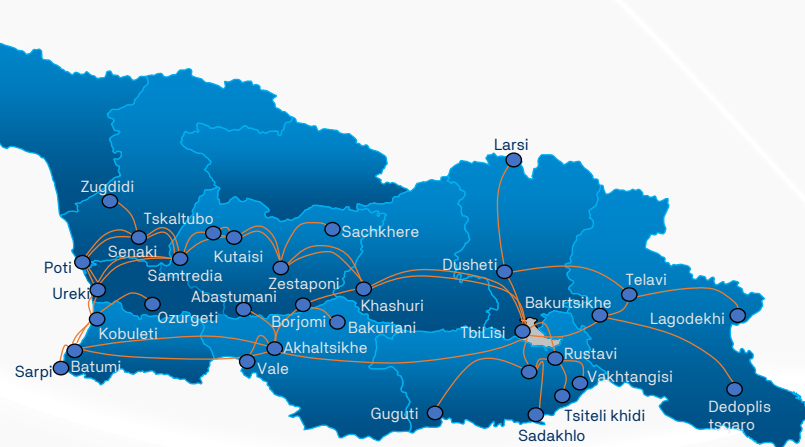 Larsi
Zugdidi
Tskaltubo
Senaki
Sachkhere
Kutaisi
Poti
Samtredia
Dusheti
Zestaponi
Telavi
Ureki
Abastumani
Khashuri
Bakurtsikhe
Ozurgeti
Borjomi
Bakuriani
Lagodekhi
Kobuleti
TbiLisi
Akhaltsikhe
Rustavi
Sarpi
Batumi
Vale
Vakhtangisi
Guguti
Tsiteli khidi
Dedoplis
tsqaro
Sadakhlo